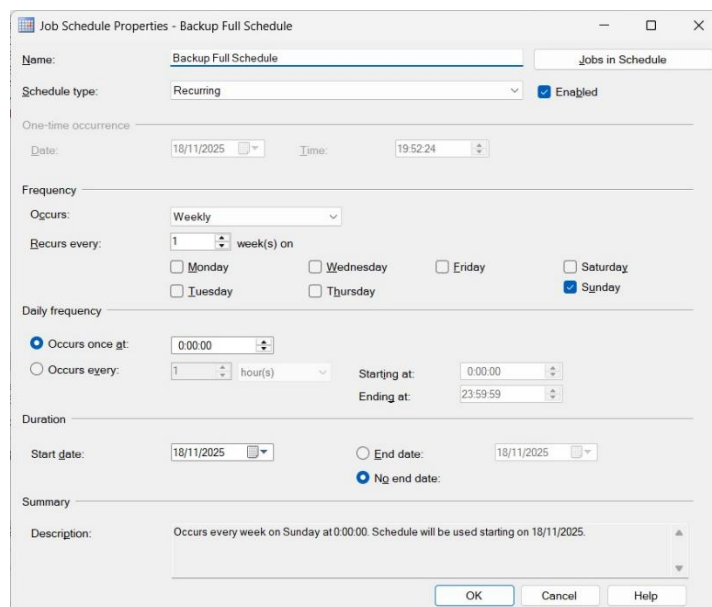 Job Schedule Properties - Backup Full Schedule
Name: Backup Full Schedule Jobs in Schedule
Schedule type: Recurring Enabled
One-time occurrence
Date: 18/11/2025 Time: 19:52:24
Frequency
Occurs: Weekly
Recurs every: 1 week(s) on
Monday Wednesday Friday Saturday
Tuesday Thursday Sunday
Daily frequency
Occurs once at: 0:00:00
Occurs every: 1 hour(s) Starting at: 0:00:00
Ending at: 23:59:59
Duration
Start date: 18/11/2025 End date: 18/11/2025
No end date:
Summary
Description: Occurs every week on Sunday at 0:00:00. Schedule will be used starting on 18/11/2025.
OK Cancel Help